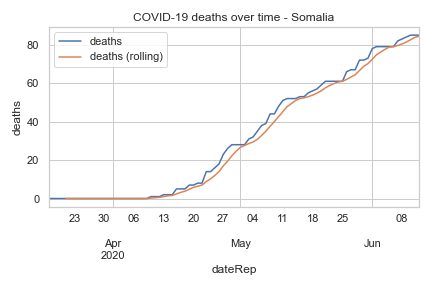 COVID-19 deaths over time - Somalia
deaths
deaths (rolling)
80
60
40
20
0
deaths
23 30 06 13 20 27 04 11 18 25 01 08
Apr May Jun
2020
dateRep